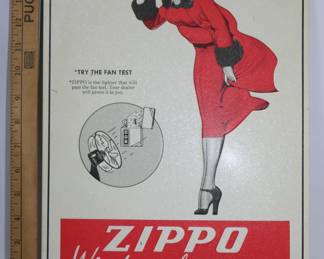 "TRY THE FAN TEST
"ZIPPO is the lighter that will
pass the fan test. Your dealer
will prove it to you
ZIPPO